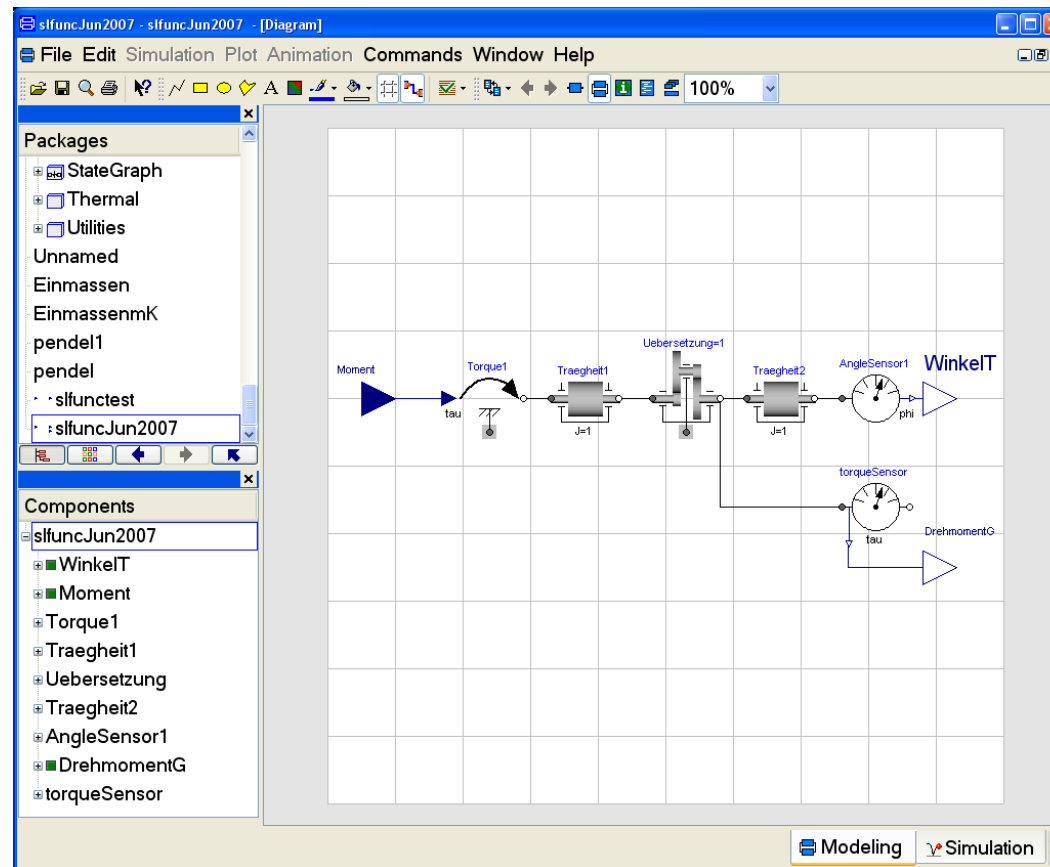 slfuncJun2007 - slfuncJun2007 - [Diagram]
File Edit Simulation Plot Animation Commands Window Help
A 100%
Packages
StateGraph
Thermal
Utilities
Unnamed
Einmassen
EinmassenmK
pendel1
pendel
slfunctest
slfuncJun2007
Components
slfuncJun2007
WinkelT
Moment
Torque1
Traegheit1
Uebersetzung
Traegheit2
AngleSensor1
DrehmomentG
torqueSensor
Uebersetzung=1
Moment Torque1 Traegheit1 Traegheit2 AngleSensor1 WinkelT
tau J=1 J=1 phi
torqueSensor
tau DrehmomentG
Modeling Simulation